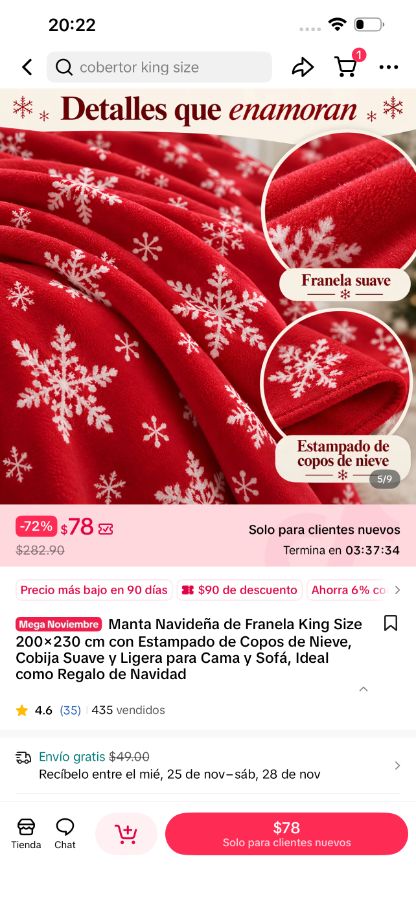 20:22
cobertor king size
1
Detalles que enamoran
Franela suave
Estampado de
copos de nieve
5/9
-72% $78
Solo para clientes nuevos
$282.90
Termina en 03:37:34
Precio más bajo en 90 días
$90 de descuento
Ahorra 6% co
Mega Noviembre Manta Navideña de Franela King Size
200×230 cm con Estampado de Copos de Nieve,
Cobija Suave y Ligera para Cama y Sofá, Ideal
como Regalo de Navidad
4.6 (35) 435 vendidos
Envío gratis $49.00
Recíbelo entre el mié, 25 de nov–sáb, 28 de nov
Tienda
Chat
$78
Solo para clientes nuevos